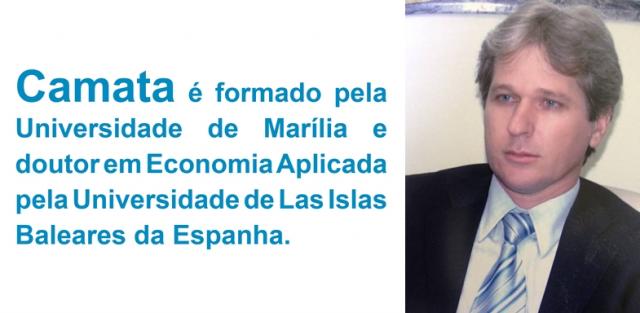 Camata é formado pela
Universidade de Marília e
doutor em Economia Aplicada
pela Universidade de Las Islas
Baleares da Espanha.